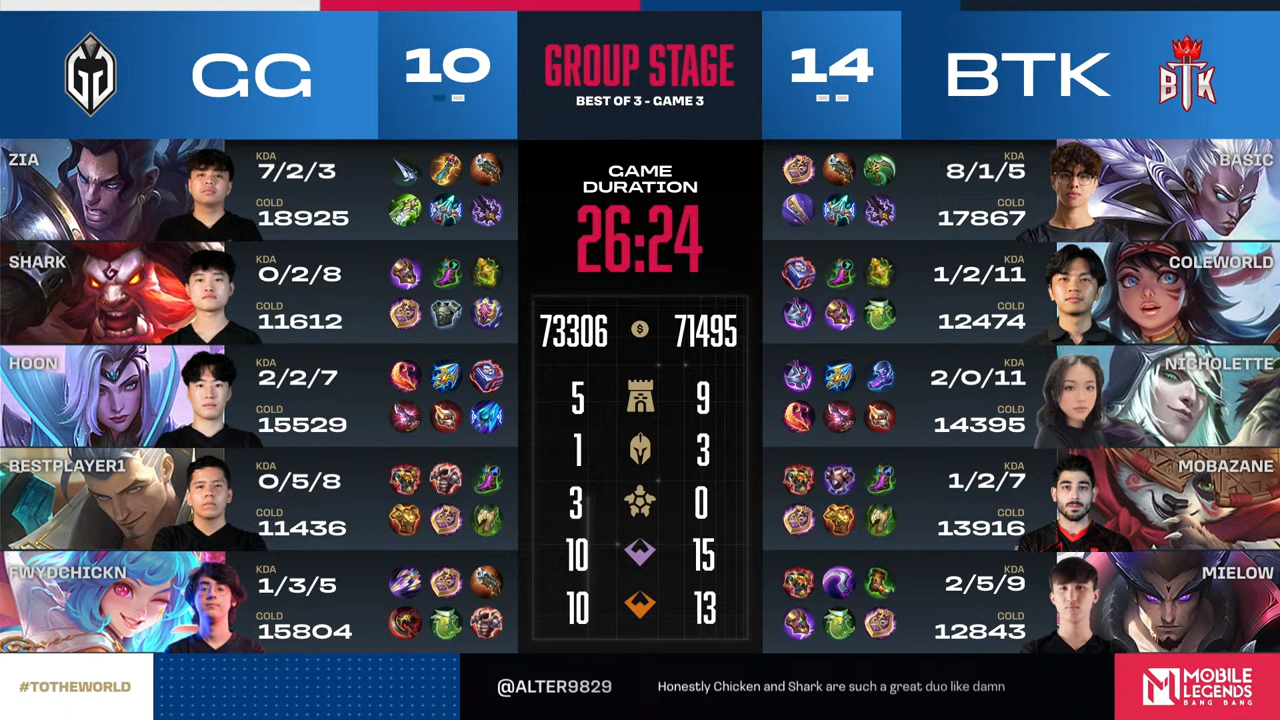 GG
10
GROUP STAGE
BEST OF 3 - GAME 3
14
BTK
BTK
ZIA
KDA
7/2/3
GOLD
18925
SHARK
KDA
0/2/8
GOLD
11612
HOON
KDA
2/2/7
GOLD
15529
BESTPLAYER1
KDA
0/5/8
GOLD
11436
FWYDCHICKN
KDA
1/3/5
GOLD
15804
GAME
DURATION
26:24
73306 $ 71495
5 9
1 3
3 0
10 15
10 13
BASIC
KDA
8/1/5
GOLD
17867
COLEWORLD
KDA
1/2/11
GOLD
12474
NICHOLETTE
KDA
2/0/11
GOLD
14395
MOBAZANE
KDA
1/2/7
GOLD
13916
MIELOW
KDA
2/5/9
GOLD
12843
#TOTHEWORLD
@ALTER9829
Honestly Chicken and Shark are such a great duo like damn
MOBILE
LEGENDS
BANG BANG